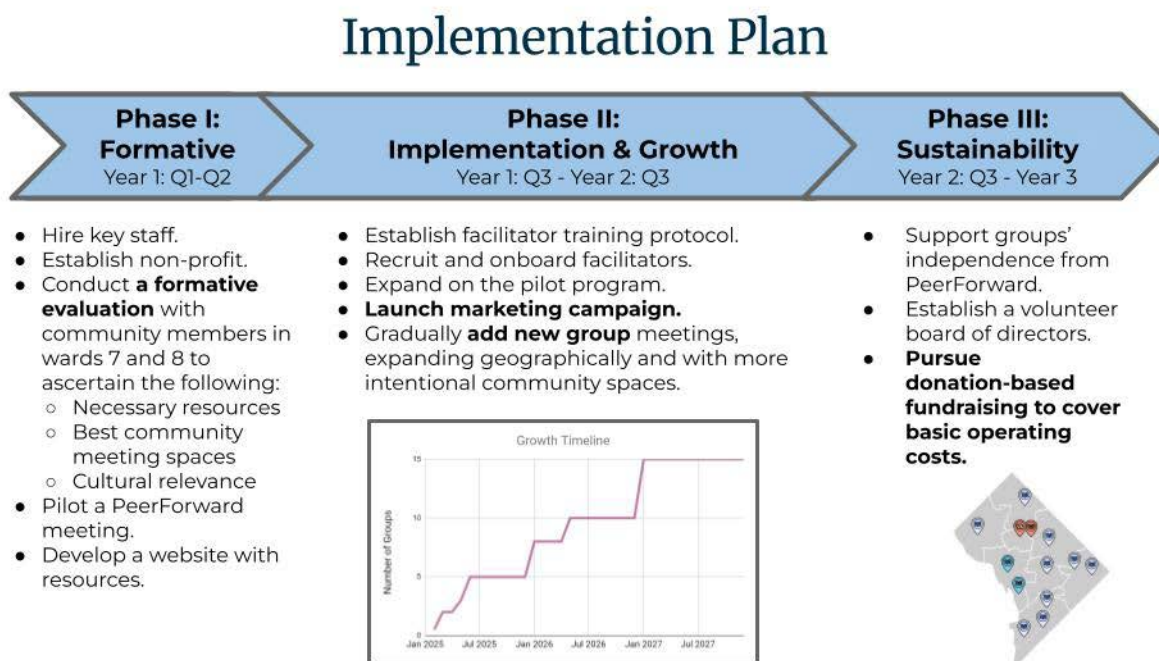 Implementation Plan
Phase I:
Formative
Year 1: Q1-Q2
Phase II:
Implementation & Growth
Year 1: Q3 - Year 2: Q3
Phase III:
Sustainability
Year 2: Q3 - Year 3
● Hire key staff.
● Establish non-profit.
● Conduct a formative
evaluation with
community members in
wards 7 and 8 to
ascertain the following:
○ Necessary resources
○ Best community
meeting spaces
○ Cultural relevance
● Pilot a PeerForward
meeting.
● Develop a website with
resources.
● Establish facilitator training protocol.
● Recruit and onboard facilitators.
● Expand on the pilot program.
● Launch marketing campaign.
● Gradually add new group meetings,
expanding geographically and with more
intentional community spaces.
Growth Timeline
Number of Groups
15
10
5
0
Jan 2025 Jul 2025 Jan 2026 Jul 2026 Jan 2027 Jul 2027
● Support groups’
independence from
PeerForward.
● Establish a volunteer
board of directors.
● Pursue
donation-based
fundraising to cover
basic operating
costs.